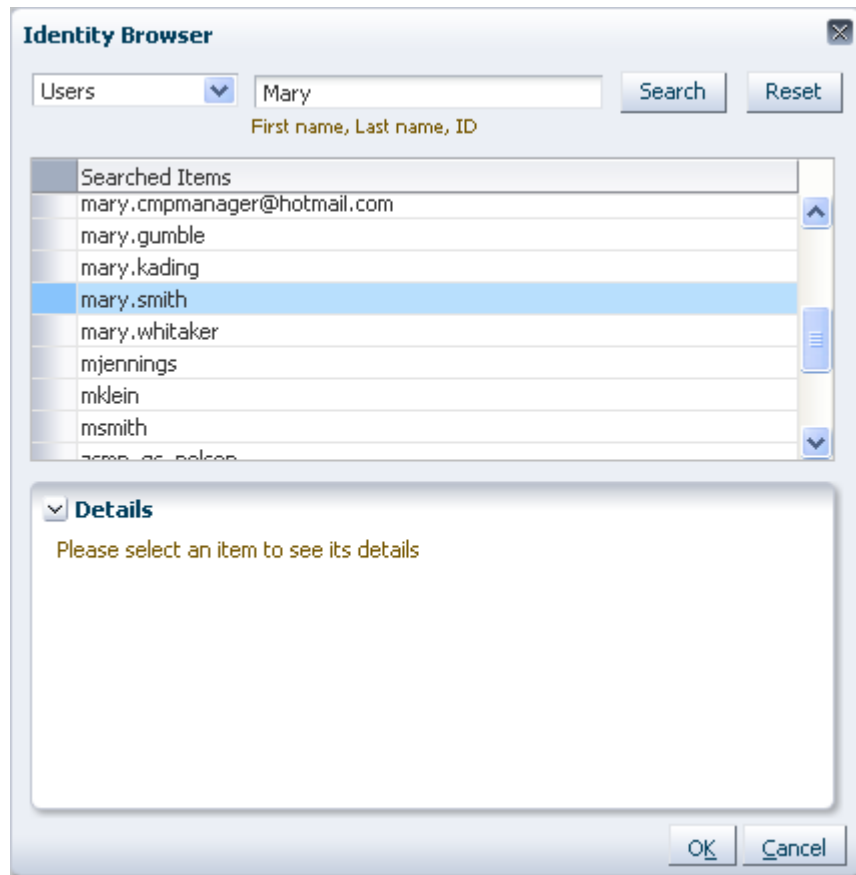 Identity Browser
Users Mary Search Reset
First name, Last name, ID
Searched Items
mary.cmpmanager@hotmail.com
mary.gumble
mary.kading
mary.smith
mary.whitaker
mjennings
mklein
msmith
Details
Please select an item to see its details
OK Cancel